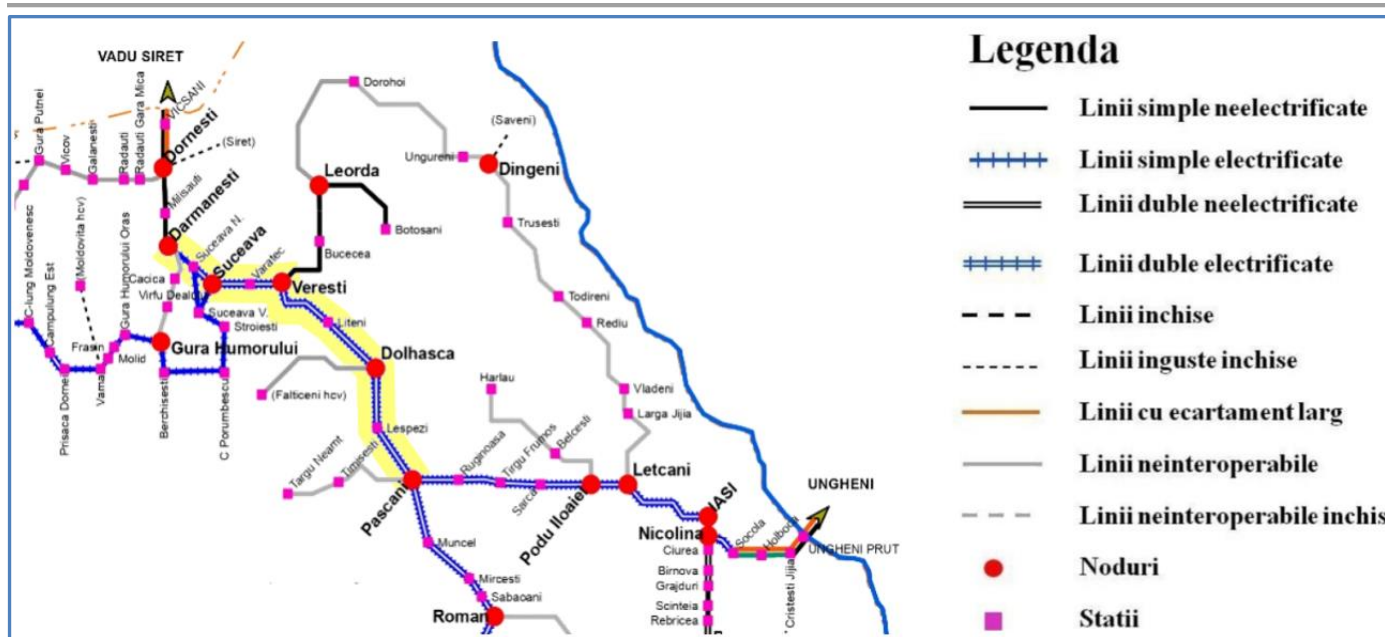 VADU SIRET
VICSANI
Dornesti
(Siret)
Gura Putnei
Vicov
Galanesti
Radauti
Radauti Gara Mica
Milisauti
Darmanesti
Suceava N.
Suceava
Varatec
Veresti
Cacica
Suceava V.
Stroiesti
C-lung Moldovenesc
Campulung Est
(Moldovita hcv)
Gura Humorului Oras
Frasin
Molid
Gura Humorului
Prisaca Dornei
Vama
Berchisesti
C Porumbescu
Dorohoi
Leorda
Botosani
Bucecea
(Saveni)
Ungureni
Dingeni
Trusesti
Todireni
Rediu
Vladeni
Larga Jijia
Liteni
Dolhasca
(Falticeni hcv)
Lespezi
Targu Neamt
Timisesti
Pascani
Ruginoasa
Tirgu Frumos
Sarca
Harlau
Belcesti
Podu Iloaiei
Letcani
IASI
Nicolina
Ciurea
Birnova
Grajduri
Scinteia
Rebricea
Socola
Holboca
Cristesti Jijia
UNGHENI PRUT
UNGHENI
Muncel
Mircesti
Sabaoani
Roman
Legenda
Linii simple neelectrificate
Linii simple electrificate
Linii duble neelectrificate
Linii duble electrificate
Linii inchise
Linii inguste inchise
Linii cu ecartament larg
Linii neinteroperabile
Linii neinteroperabile inchis
Noduri
Statii